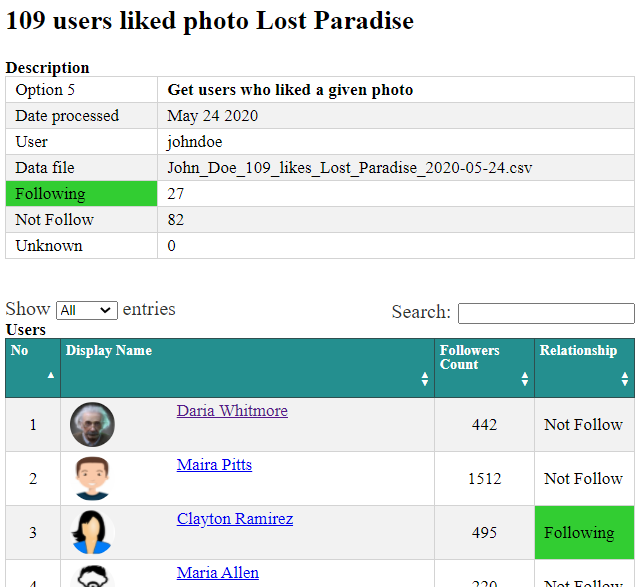 109 users liked photo Lost Paradise
Description
Option 5 Get users who liked a given photo
Date processed May 24 2020
User johndoe
Data file John_Doe_109_likes_Lost_Paradise_2020-05-24.csv
Following 27
Not Follow 82
Unknown 0
Show All entries Search:
Users
No Display Name Followers Count Relationship
1 Daria Whitmore 442 Not Follow
2 Maira Pitts 1512 Not Follow
3 Clayton Ramirez 495 Following
4 Maria Allen 220 Not Follow